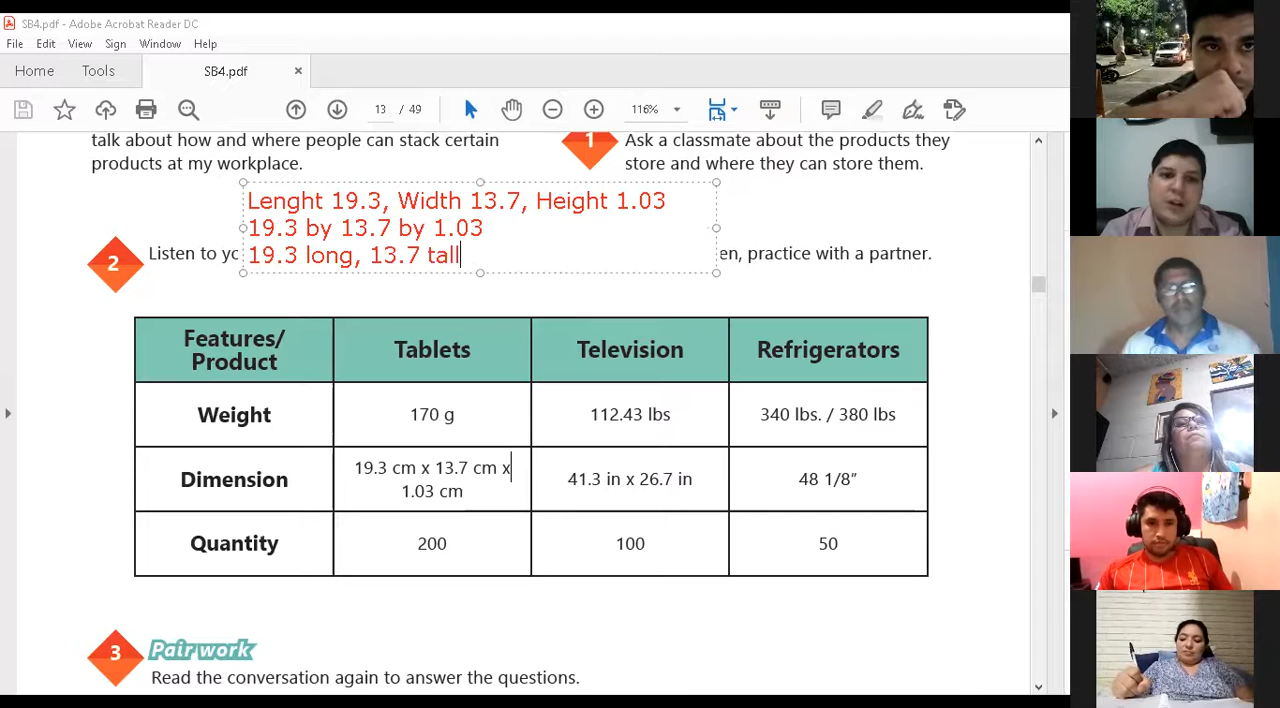 SB4.pdf - Adobe Acrobat Reader DC
File Edit View Sign Window Help
Home Tools SB4.pdf ×
13 / 49 116%
talk about how and where people can stack certain
products at my workplace.
1 Ask a classmate about the products they
store and where they can store them.
Lenght 19.3, Width 13.7, Height 1.03
19.3 by 13.7 by 1.03
19.3 long, 13.7 tall
2 Listen to yo en, practice with a partner.
Features/ Product Tablets Television Refrigerators
Weight 170 g 112.43 lbs 340 lbs. / 380 lbs
Dimension 19.3 cm x 13.7 cm x 1.03 cm 41.3 in x 26.7 in 48 1/8”
Quantity 200 100 50
3 Pair work
Read the conversation again to answer the questions.